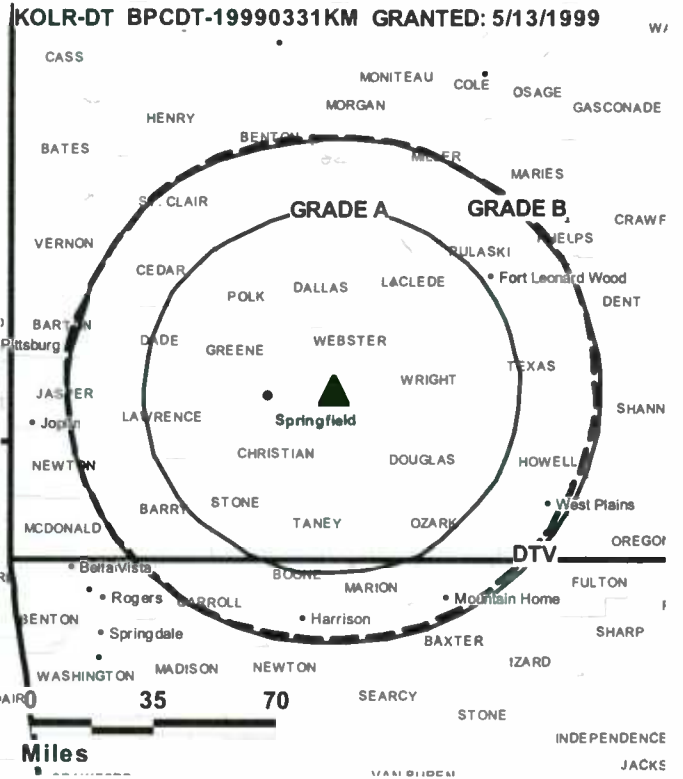 KOLR-DT BPCDT-19990331KM GRANTED: 5/13/1999
CASS
MONITEAU
COLE
OSAGE
MORGAN
GASCONADE
HENRY
BENTON
BATES
MILLER
MARIES
ST. CLAIR
GRADE A
GRADE B
CRAWF
VERNON
PHELPS
PULASKI
CEDAR
Fort Leonard Wood
DALLAS
LACLEDE
POLK
DENT
BARTON
Pittsburg
DADE
WEBSTER
GREENE
TEXAS
WRIGHT
JASPER
SHANN
LAWRENCE
Joplin
Springfield
CHRISTIAN
DOUGLAS
HOWELL
NEWTON
STONE
West Plains
BARRY
TANEY
OZARK
MCDONALD
OREGON
DTV
Bella Vista
BOONE
MARION
FULTON
Rogers
CARROLL
Mountain Home
BENTON
Harrison
Springdale
SHARP
BAXTER
IZARD
WASHINGTON
MADISON
NEWTON
SEARCY
0 35 70
STONE
INDEPENDENCE
Miles
JACKS
VAN BUREN